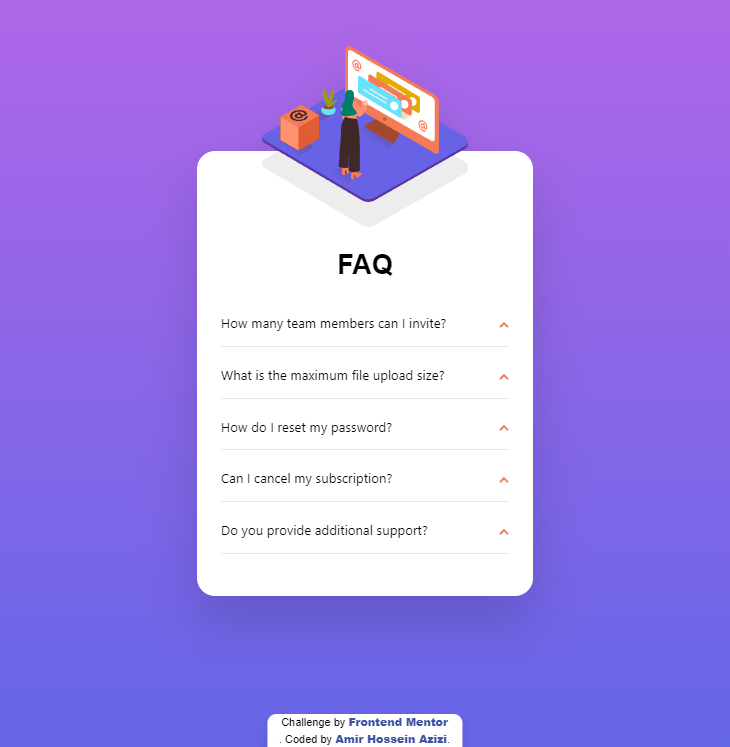 FAQ
How many team members can I invite?
What is the maximum file upload size?
How do I reset my password?
Can I cancel my subscription?
Do you provide additional support?
Challenge by Frontend Mentor
. Coded by Amir Hossein Azizi.